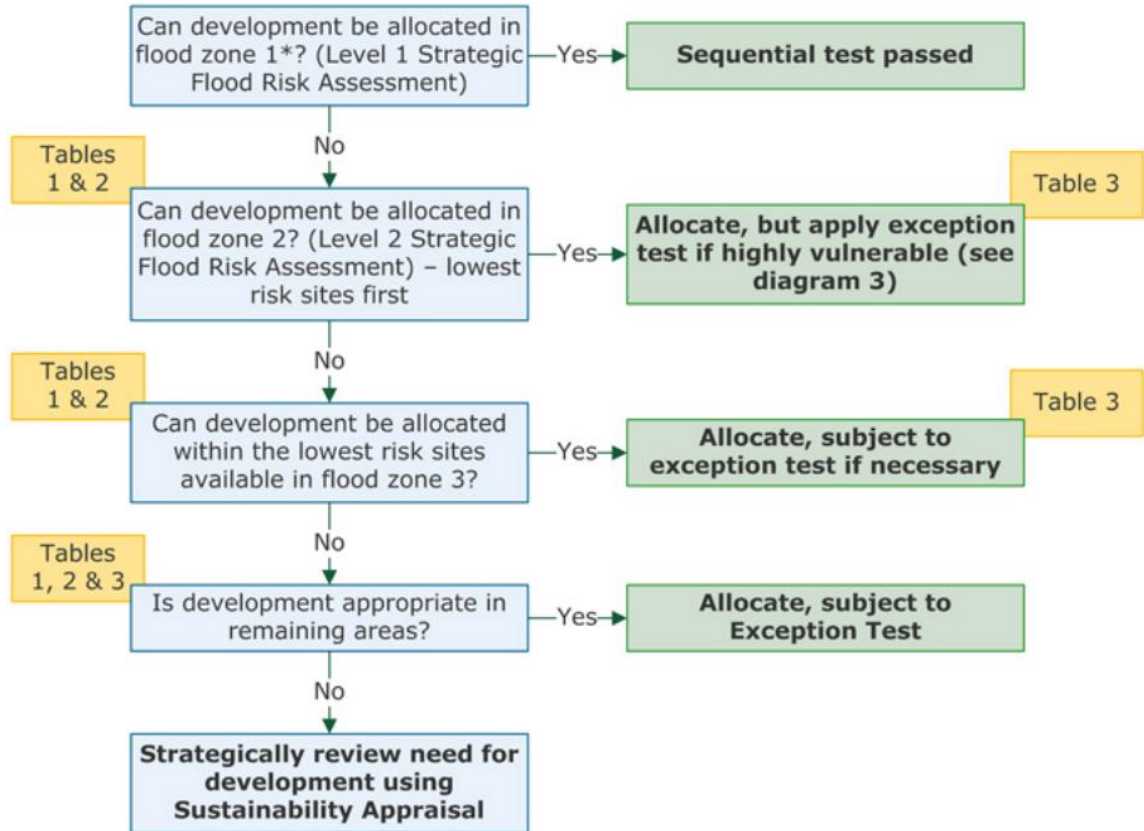 Can development be allocated in
flood zone 1*? (Level 1 Strategic
Flood Risk Assessment)
Yes
Sequential test passed
No
Tables
1 & 2
Can development be allocated in
flood zone 2? (Level 2 Strategic
Flood Risk Assessment) – lowest
risk sites first
Yes
Table 3
Allocate, but apply exception
test if highly vulnerable (see
diagram 3)
No
Tables
1 & 2
Can development be allocated
within the lowest risk sites
available in flood zone 3?
Yes
Table 3
Allocate, subject to
exception test if necessary
No
Tables
1, 2 & 3
Is development appropriate in
remaining areas?
Yes
Allocate, subject to
Exception Test
No
Strategically review need for
development using
Sustainability Appraisal